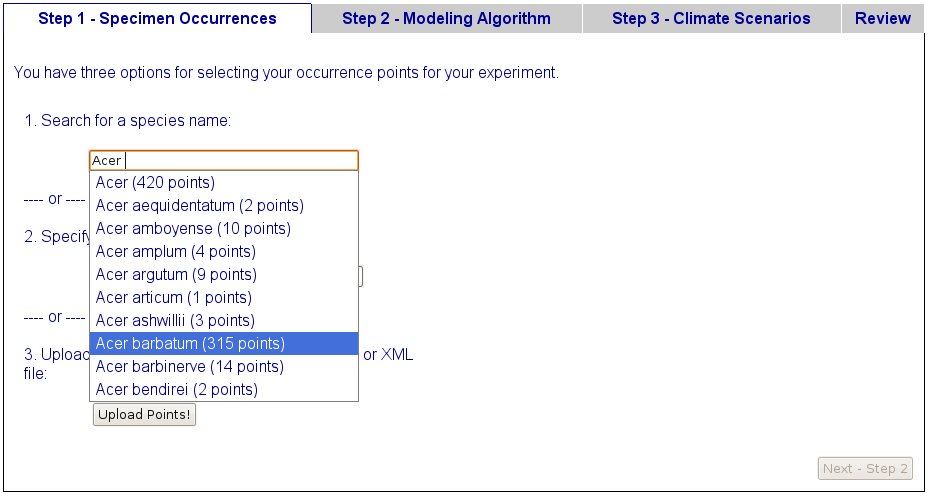 Step 1 - Specimen Occurrences Step 2 - Modeling Algorithm Step 3 - Climate Scenarios Review
You have three options for selecting your occurrence points for your experiment.
1. Search for a species name:
Acer
Acer (420 points)
---- or ----
Acer aequidentatum (2 points)
Acer amboyense (10 points)
2. Specify
Acer amplum (4 points)
Acer argutum (9 points)
Acer articum (1 points)
---- or ----
Acer ashwillii (3 points)
Acer barbatum (315 points)
3. Upload
or XML
file:
Acer barbinerve (14 points)
Acer bendirei (2 points)
Upload Points!
Next - Step 2